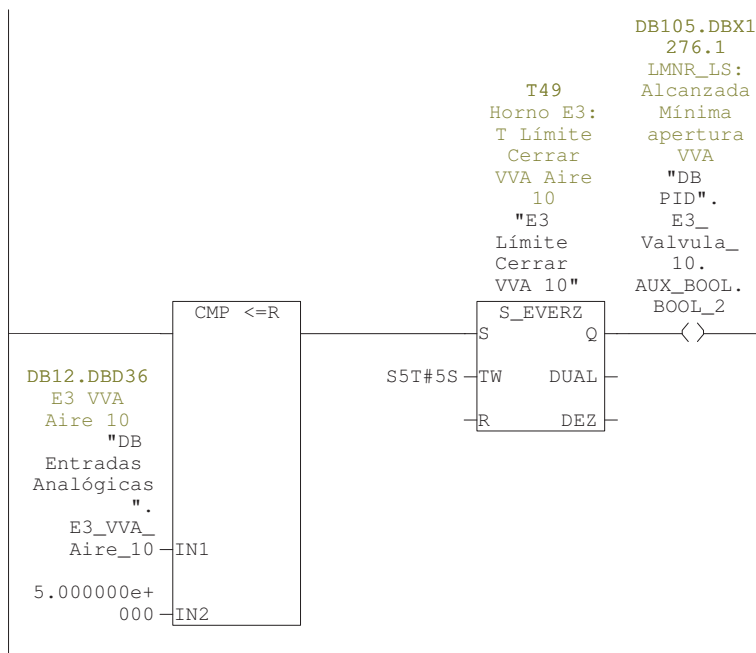 DB105.DBX1
276.1
LMNR_LS:
Alcanzada
Mínima
apertura
VVA
"DB
PID".
E3_
Valvula_
10.
AUX_BOOL.
BOOL_2
T49
Horno E3:
T Límite
Cerrar
VVA Aire
10
"E3
Límite
Cerrar
VVA 10"
CMP <=R
S_EVERZ
S Q
S5T#5S TW DUAL
R DEZ
DB12.DBD36
E3 VVA
Aire 10
"DB
Entradas
Analógicas
".
E3_VVA_
Aire_10 IN1
5.000000e+
000 IN2